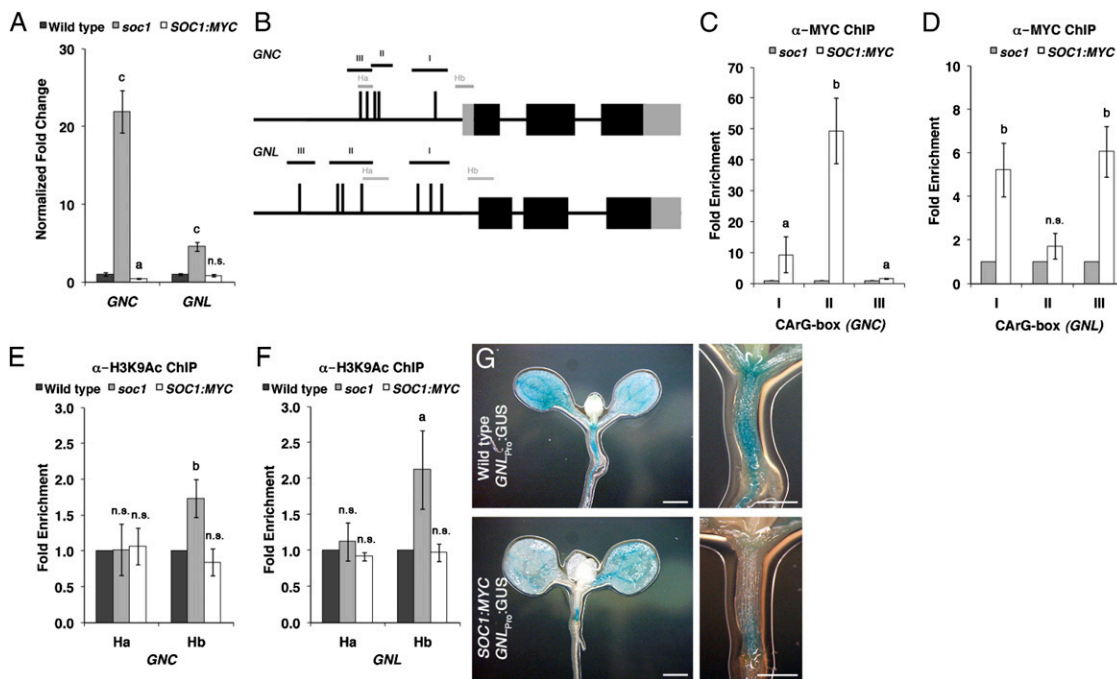 A
Wild type soc1 SOC1:MYC
Normalized Fold Change
30
20
10
0
c
a
c
n.s.
GNC GNL
B
GNC
III II I
Ha Hb
GNL
III II I
Ha Hb
C
α-MYC ChIP
soc1 SOC1:MYC
Fold Enrichment
70
60
50
40
30
20
10
0
a
b
a
I II III
CArG-box (GNC)
D
α-MYC ChIP
soc1 SOC1:MYC
Fold Enrichment
10
8
6
4
2
0
b
n.s.
b
I II III
CArG-box (GNL)
E
α-H3K9Ac ChIP
Wild type soc1 SOC1:MYC
Fold Enrichment
3.0
2.5
2.0
1.5
1.0
0.5
0.0
n.s. n.s.
b
n.s.
Ha Hb
GNC
F
α-H3K9Ac ChIP
Wild type soc1 SOC1:MYC
Fold Enrichment
3.0
2.5
2.0
1.5
1.0
0.5
0.0
n.s.
n.s.
a
n.s.
Ha Hb
GNL
G
Wild type
GNLPro:GUS
SOC1:MYC
GNLPro:GUS